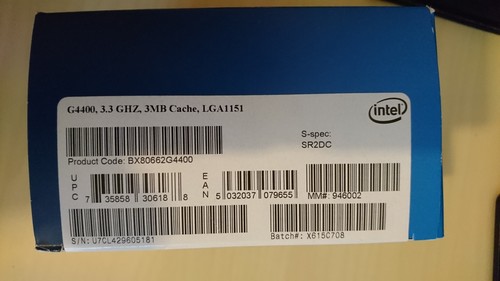 G4400, 3.3 GHZ, 3MB Cache, LGA1151
intel
S-spec:
SR2DC
Product Code: BX80662G4400
UPC 7 35858 30618 8
EAN 5 032037 079655
MM#: 946002
S/N: U7CL429605181
Batch#: X615C708